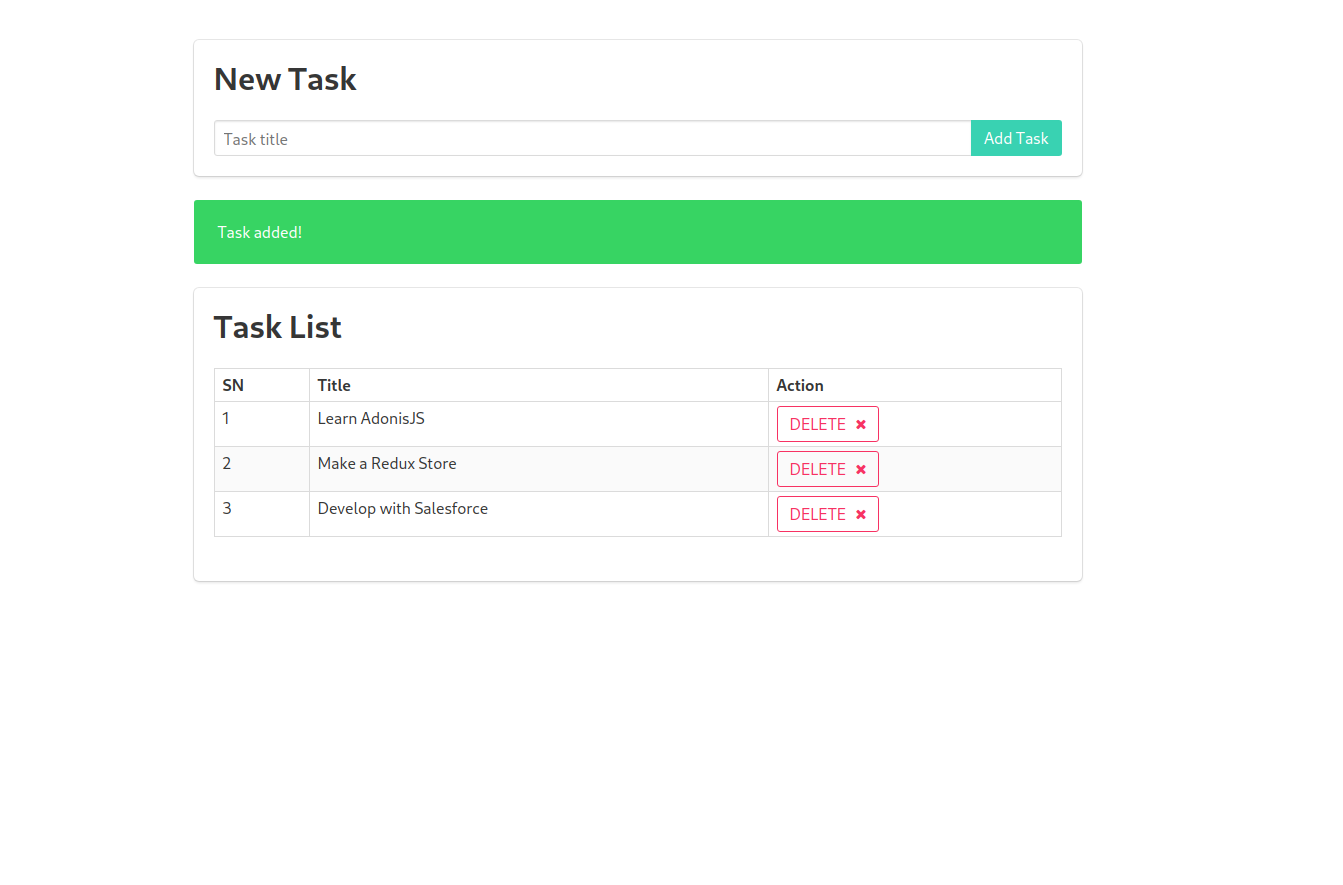 New Task
Task title
Add Task
Task added!
Task List
SN Title Action
1 Learn AdonisJS DELETE ✖
2 Make a Redux Store DELETE ✖
3 Develop with Salesforce DELETE ✖